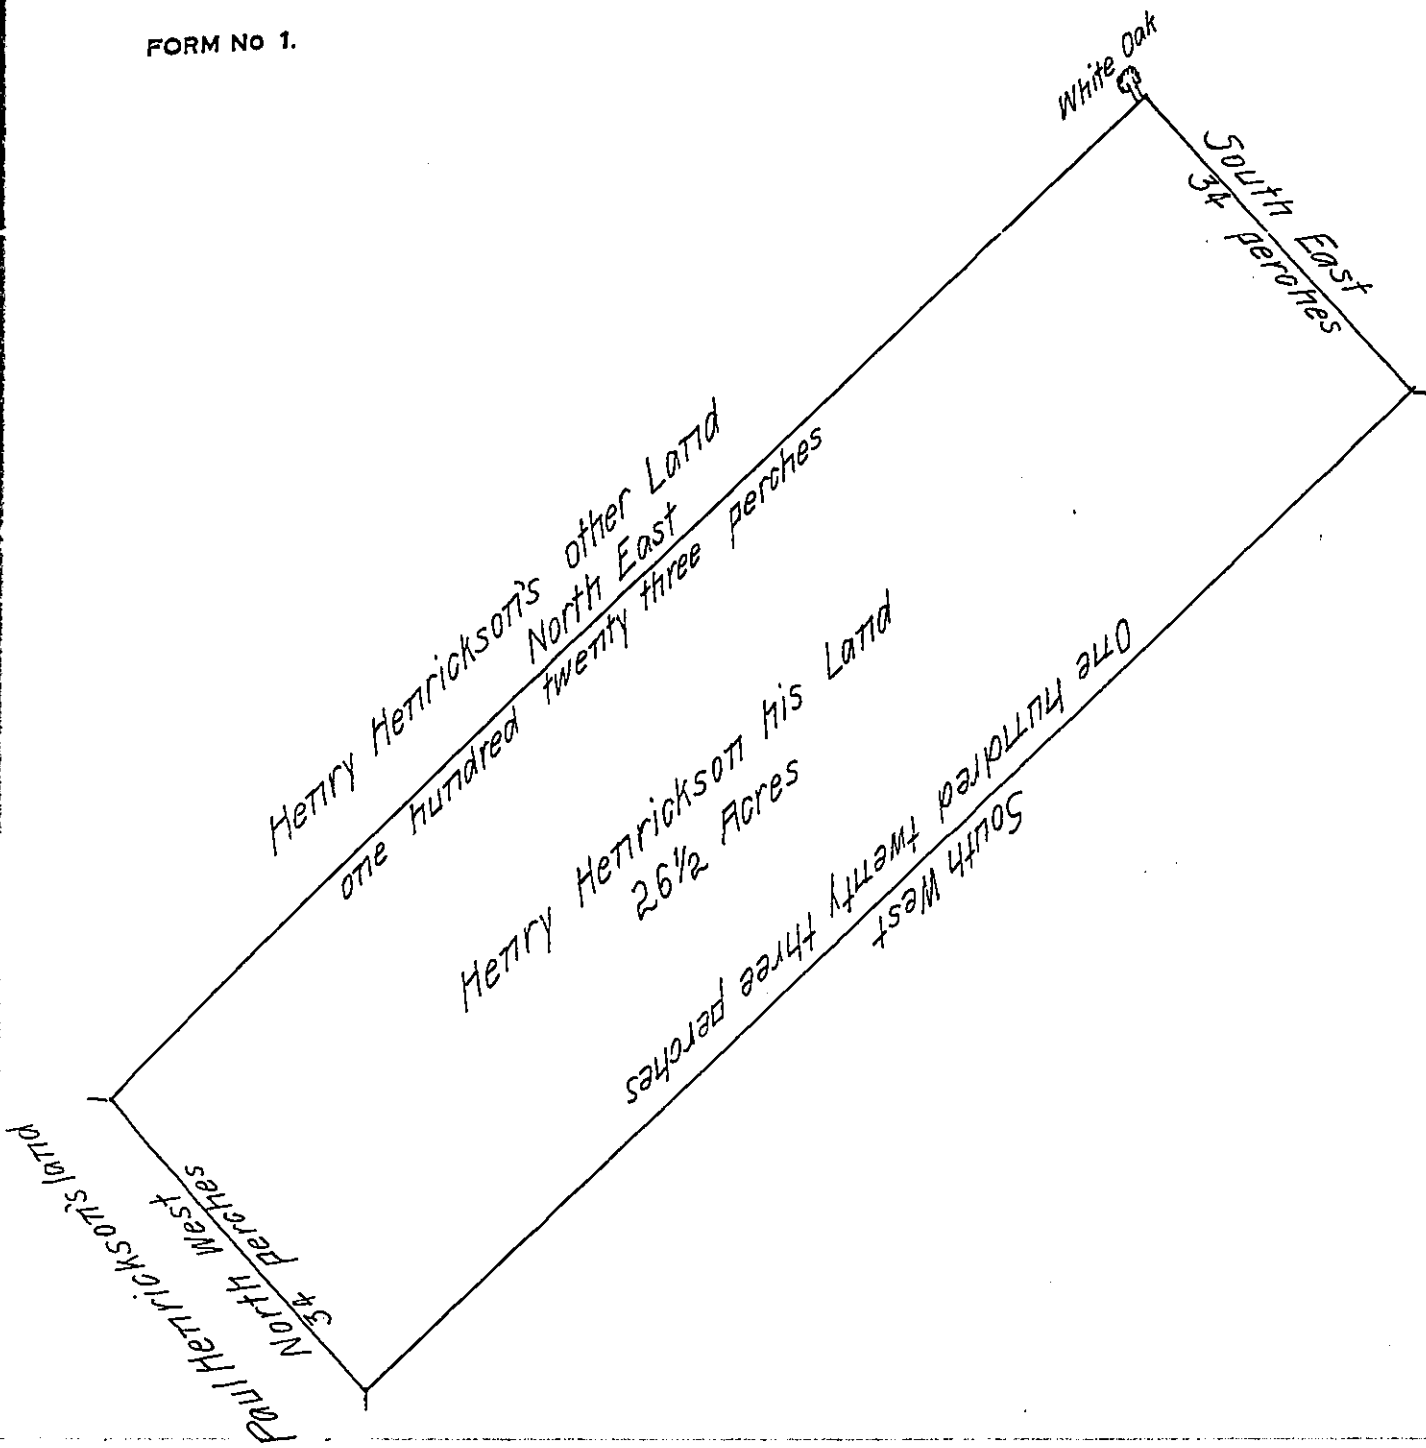 FORM No 1.
White Oak
South East
34 perches
Henry Henrickson's other Land
North East
one hundred twenty three perches
Henry Henrickson his Land
26½ Acres
One hundred twenty three perches
South West
34 perches
North West
Paul Henrickson's land